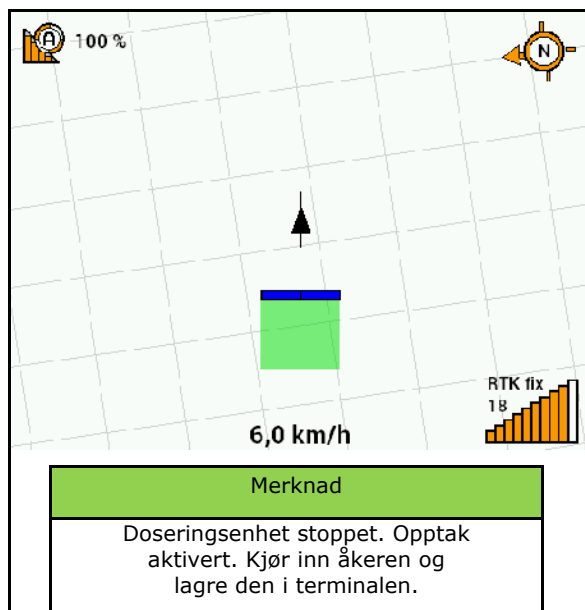 A 100 %
N
RTK fix
18
6,0 km/h
Merknad
Doseringsenhet stoppet. Opptak
aktivert. Kjør inn åkeren og
lagre den i terminalen.